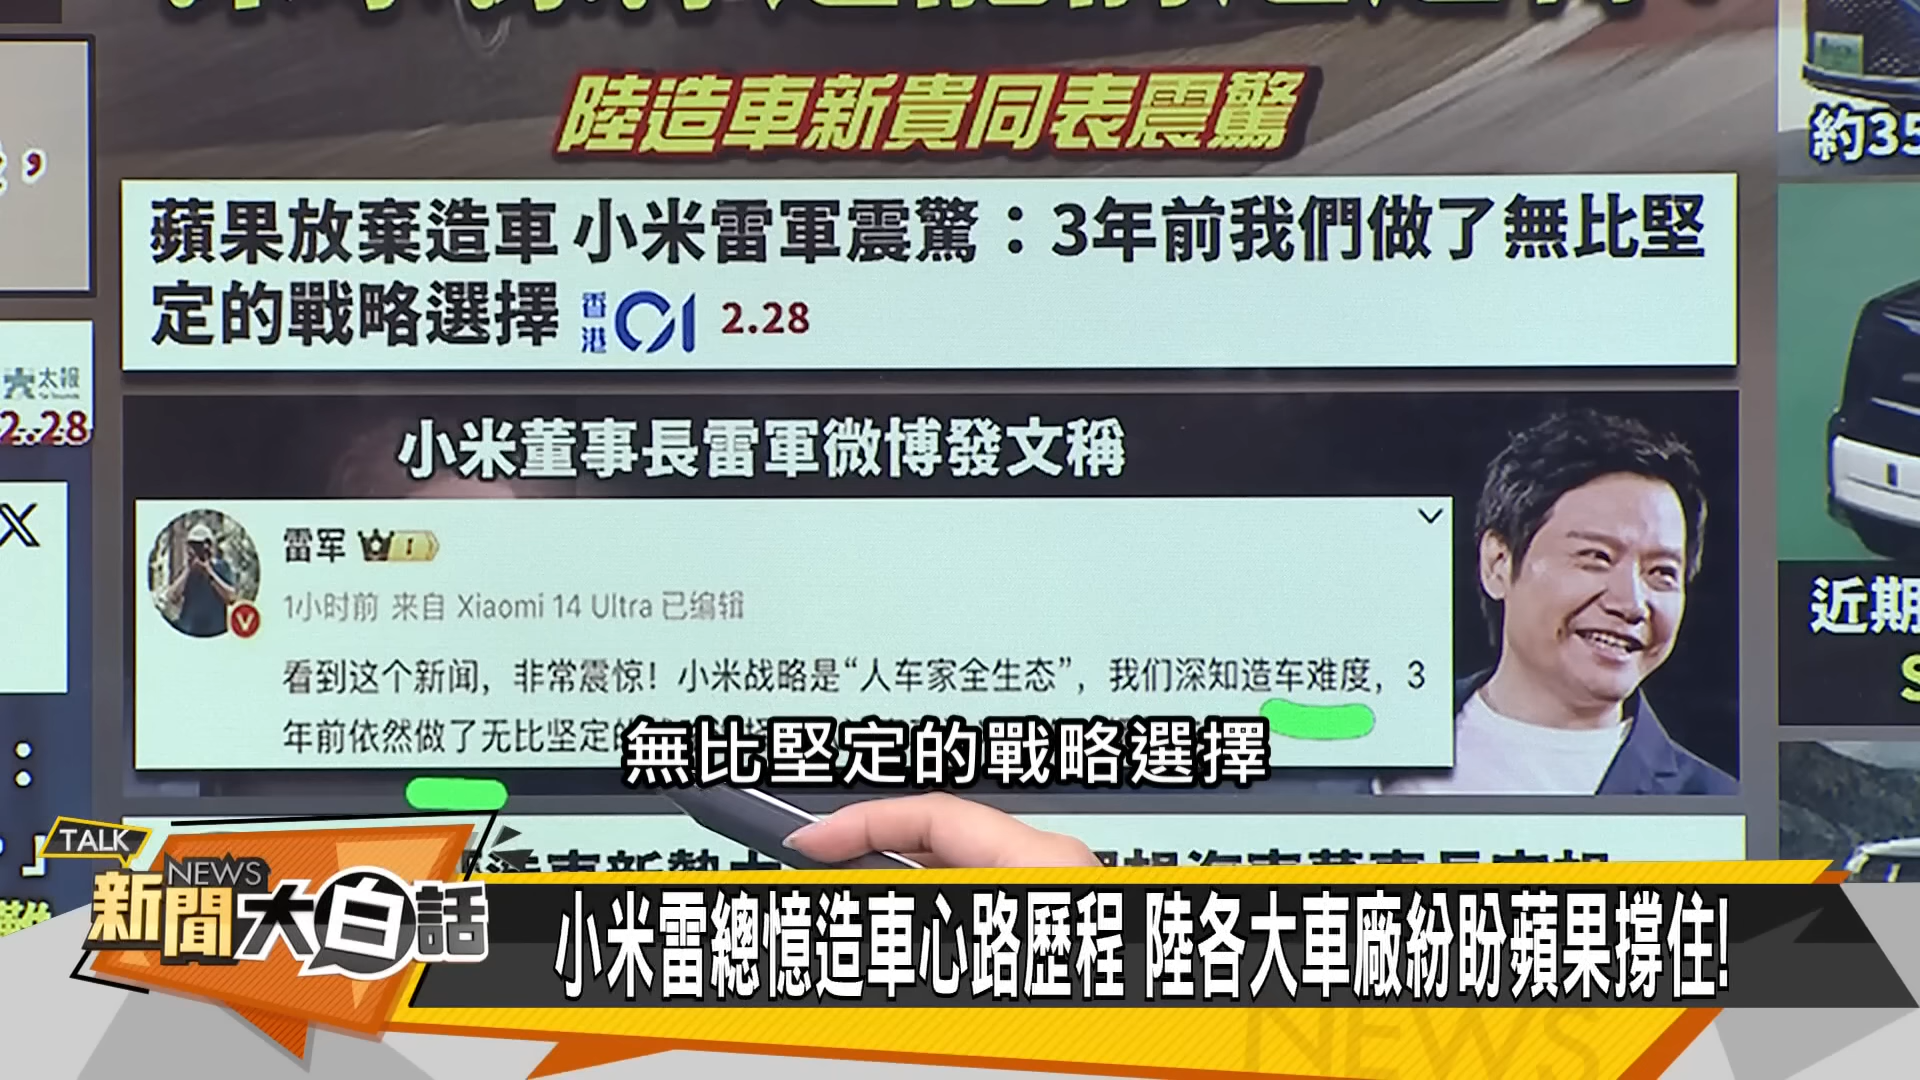 陸造車新貴同表震驚
蘋果放棄造車 小米雷軍震驚：3年前我們做了無比堅
定的戰略選擇 香港01 2.28
約35
太報
2.28
小米董事長雷軍微博發文稱
X
雷军
1小时前 来自 Xiaomi 14 Ultra 已编辑
看到这个新闻，非常震惊！小米战略是“人车家全生态”，我们深知造车难度，3
年前依然做了无比坚定的
近期
無比堅定的戰略選擇
TALK
NEWS
新聞大白話
小米雷總憶造車心路歷程 陸各大車廠紛盼蘋果撐住!
NEWS